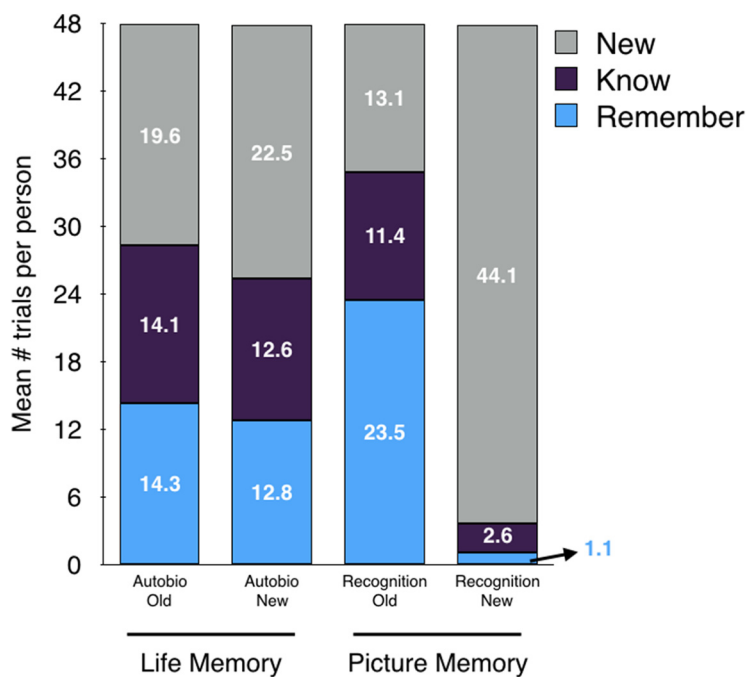 48
42
36
30
24
18
12
6
0
Mean # trials per person
New
Know
Remember
19.6
14.1
14.3
22.5
12.6
12.8
13.1
11.4
23.5
44.1
2.6
1.1
Autobio
Old
Autobio
New
Recognition
Old
Recognition
New
Life Memory
Picture Memory